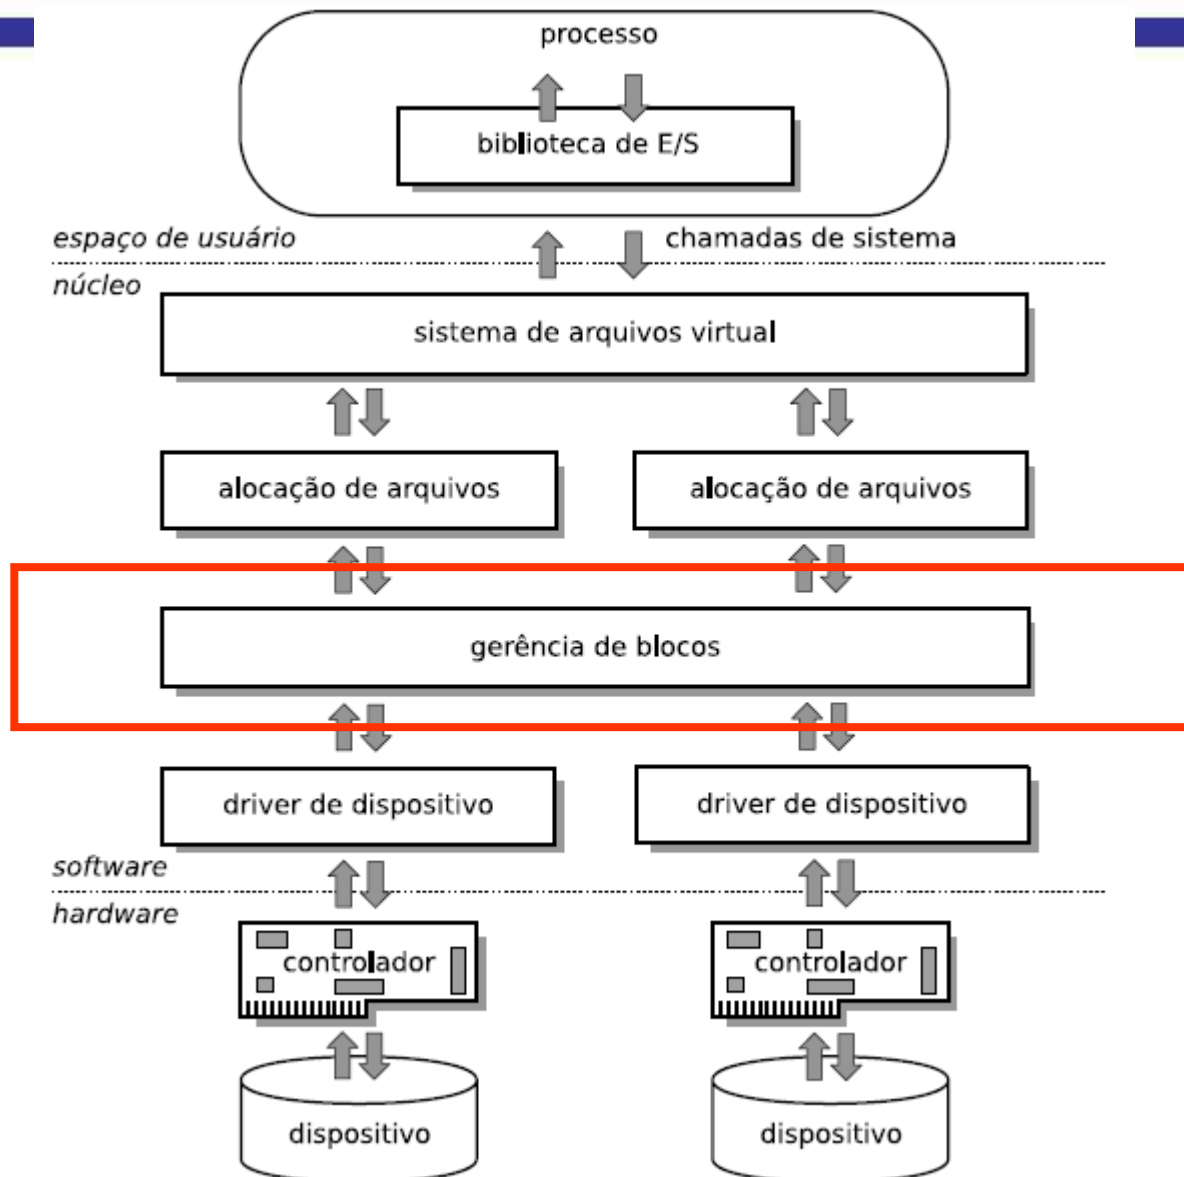 processo
biblioteca de E/S
espaço de usuário
chamadas de sistema
núcleo
sistema de arquivos virtual
alocação de arquivos
alocação de arquivos
gerência de blocos
driver de dispositivo
driver de dispositivo
software
hardware
controlador
controlador
dispositivo
dispositivo